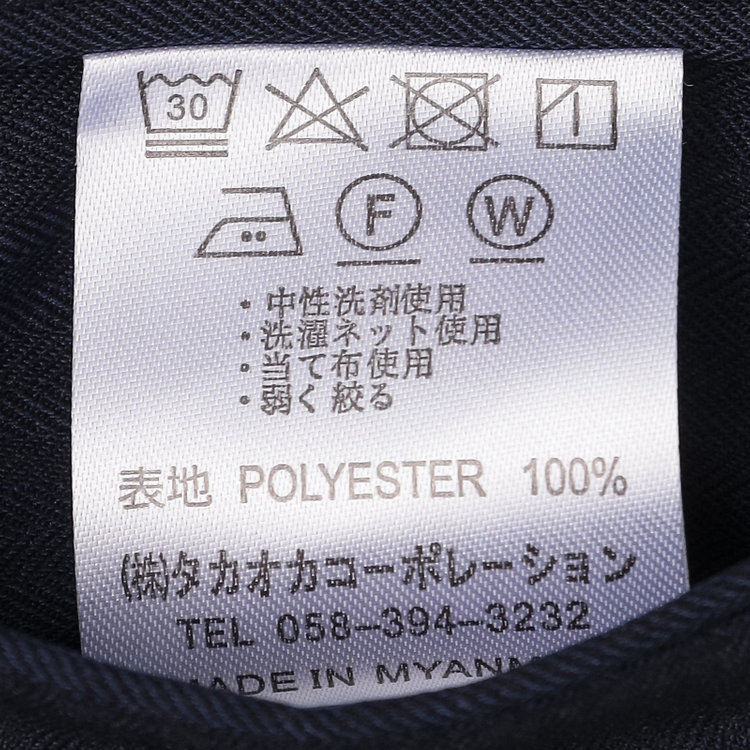 30
F W
・中性洗剤使用
・洗濯ネット使用
・当て布使用
・弱く絞る
表地 POLYESTER 100%
(株)タカオカコーポレーション
TEL 058-394-3232
MADE IN